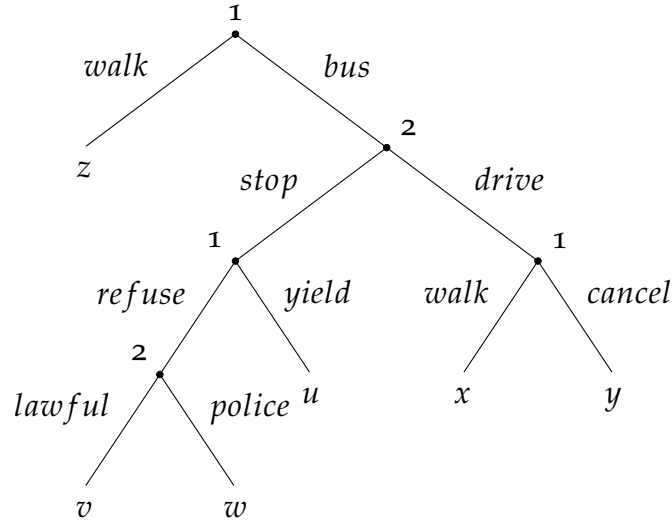 1
walk bus
2
z
stop drive
1 1
refuse yield walk cancel
2
lawful police u x y
v w